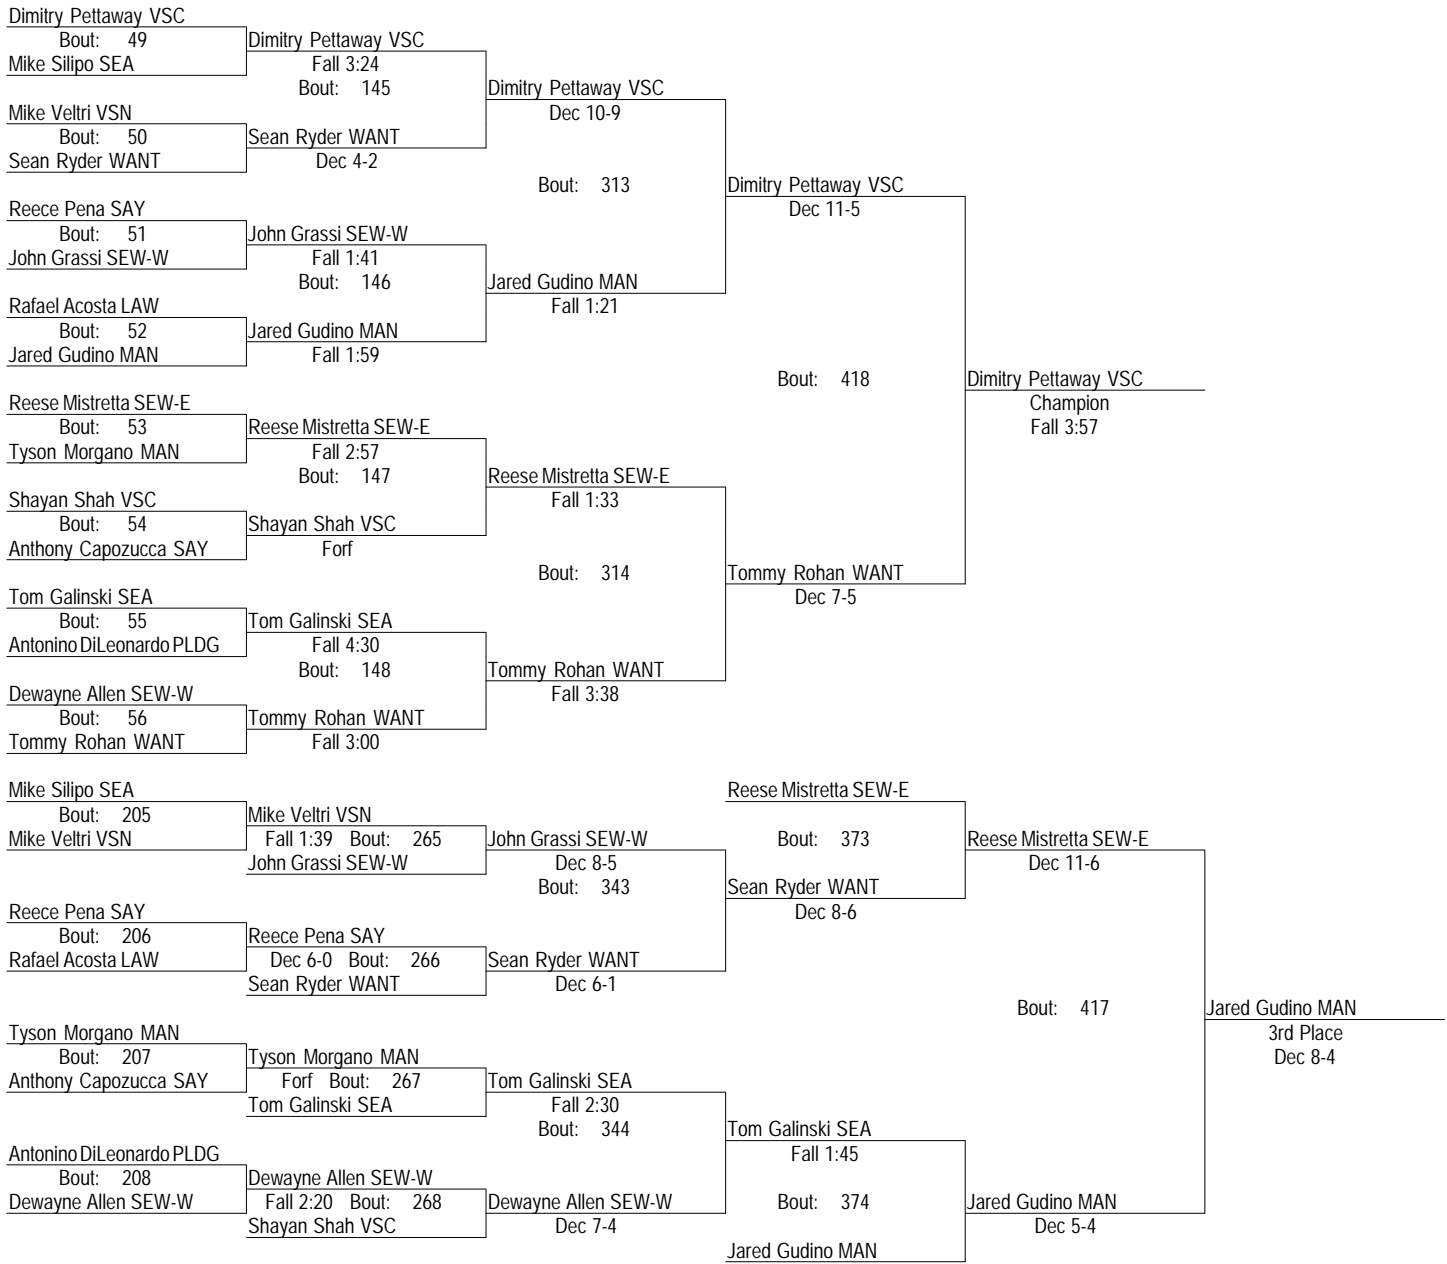 Dimitry Pettaway VSC
Bout: 49
Dimitry Pettaway VSC
Mike Silipo SEA
Fall 3:24
Bout: 145
Dimitry Pettaway VSC
Mike Veltri VSN
Dec 10-9
Bout: 50
Sean Ryder WANT
Sean Ryder WANT
Dec 4-2
Bout: 313
Dimitry Pettaway VSC
Reece Pena SAY
Dec 11-5
Bout: 51
John Grassi SEW-W
John Grassi SEW-W
Fall 1:41
Bout: 146
Jared Gudino MAN
Rafael Acosta LAW
Fall 1:21
Bout: 52
Jared Gudino MAN
Jared Gudino MAN
Fall 1:59
Bout: 418
Dimitry Pettaway VSC
Reese Mistretta SEW-E
Champion
Bout: 53
Reese Mistretta SEW-E
Fall 3:57
Tyson Morgano MAN
Fall 2:57
Bout: 147
Reese Mistretta SEW-E
Shayan Shah VSC
Fall 1:33
Bout: 54
Shayan Shah VSC
Anthony Capozucca SAY
Forf
Bout: 314
Tommy Rohan WANT
Tom Galinski SEA
Dec 7-5
Bout: 55
Tom Galinski SEA
Antonino DiLeonardo PLDG
Fall 4:30
Bout: 148
Tommy Rohan WANT
Dewayne Allen SEW-W
Fall 3:38
Bout: 56
Tommy Rohan WANT
Tommy Rohan WANT
Fall 3:00
Mike Silipo SEA
Reese Mistretta SEW-E
Bout: 205
Mike Veltri VSN
Mike Veltri VSN
Fall 1:39 Bout: 265
John Grassi SEW-W
Bout: 373
Reese Mistretta SEW-E
John Grassi SEW-W
Dec 8-5
Dec 11-6
Bout: 343
Sean Ryder WANT
Reece Pena SAY
Dec 8-6
Bout: 206
Reece Pena SAY
Rafael Acosta LAW
Dec 6-0 Bout: 266
Sean Ryder WANT
Sean Ryder WANT
Dec 6-1
Bout: 417
Jared Gudino MAN
Tyson Morgano MAN
3rd Place
Bout: 207
Tyson Morgano MAN
Dec 8-4
Anthony Capozucca SAY
Forf Bout: 267
Tom Galinski SEA
Tom Galinski SEA
Fall 2:30
Bout: 344
Tom Galinski SEA
Antonino DiLeonardo PLDG
Fall 1:45
Bout: 208
Dewayne Allen SEW-W
Dewayne Allen SEW-W
Fall 2:20 Bout: 268
Dewayne Allen SEW-W
Bout: 374
Jared Gudino MAN
Shayan Shah VSC
Dec 7-4
Dec 5-4
Jared Gudino MAN